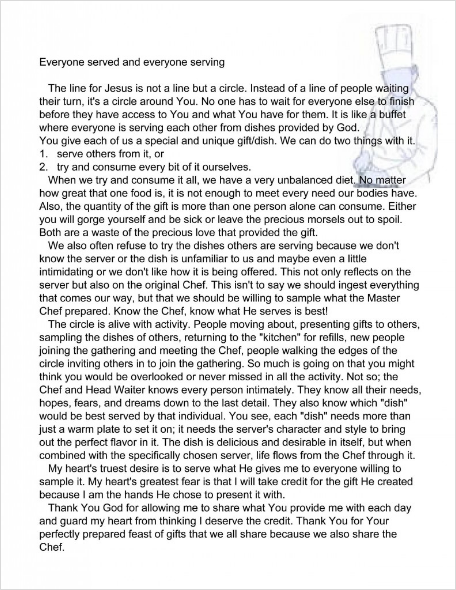 Everyone served and everyone serving
The line for Jesus is not a line but a circle. Instead of a line of people waiting
their turn, it's a circle around You. No one has to wait for everyone else to finish
before they have access to You and what You have for them. It is like a buffet
where everyone is serving each other from dishes provided by God.
You give each of us a special and unique gift/dish. We can do two things with it.
1. serve others from it, or
2. try and consume every bit of it ourselves.
When we try and consume it all, we have a very unbalanced diet. No matter
how great that one food is, it is not enough to meet every need our bodies have.
Also, the quantity of the gift is more than one person alone can consume. Either
you will gorge yourself and be sick or leave the precious morsels out to spoil.
Both are a waste of the precious love that provided the gift.
We also often refuse to try the dishes others are serving because we don't
know the server or the dish is unfamiliar to us and maybe even a little
intimidating or we don't like how it is being offered. This not only reflects on the
server but also on the original Chef. This isn't to say we should ingest everything
that comes our way, but that we should be willing to sample what the Master
Chef prepared. Know the Chef, know what He serves is best!
The circle is alive with activity. People moving about, presenting gifts to others,
sampling the dishes of others, returning to the "kitchen" for refills, new people
joining the gathering and meeting the Chef, people walking the edges of the
circle inviting others in to join the gathering. So much is going on that you might
think you would be overlooked or never missed in all the activity. Not so; the
Chef and Head Waiter knows every person intimately. They know all their needs,
hopes, fears, and dreams down to the last detail. They also know which "dish"
would be best served by that individual. You see, each "dish" needs more than
just a warm plate to set it on; it needs the server's character and style to bring
out the perfect flavor in it. The dish is delicious and desirable in itself, but when
combined with the specifically chosen server, life flows from the Chef through it.
My heart's truest desire is to serve what He gives me to everyone willing to
sample it. My heart's greatest fear is that I will take credit for the gift He created
because I am the hands He chose to present it with.
Thank You God for allowing me to share what You provide me with each day
and guard my heart from thinking I deserve the credit. Thank You for Your
perfectly prepared feast of gifts that we all share because we also share the
Chef.